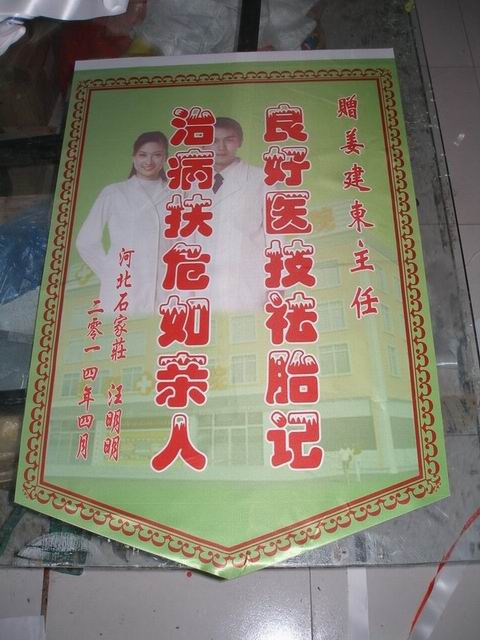 赠姜建東主任
良好医技祛胎记
治病扶危如亲人
河北石家莊 汪明明
二零一四年四月